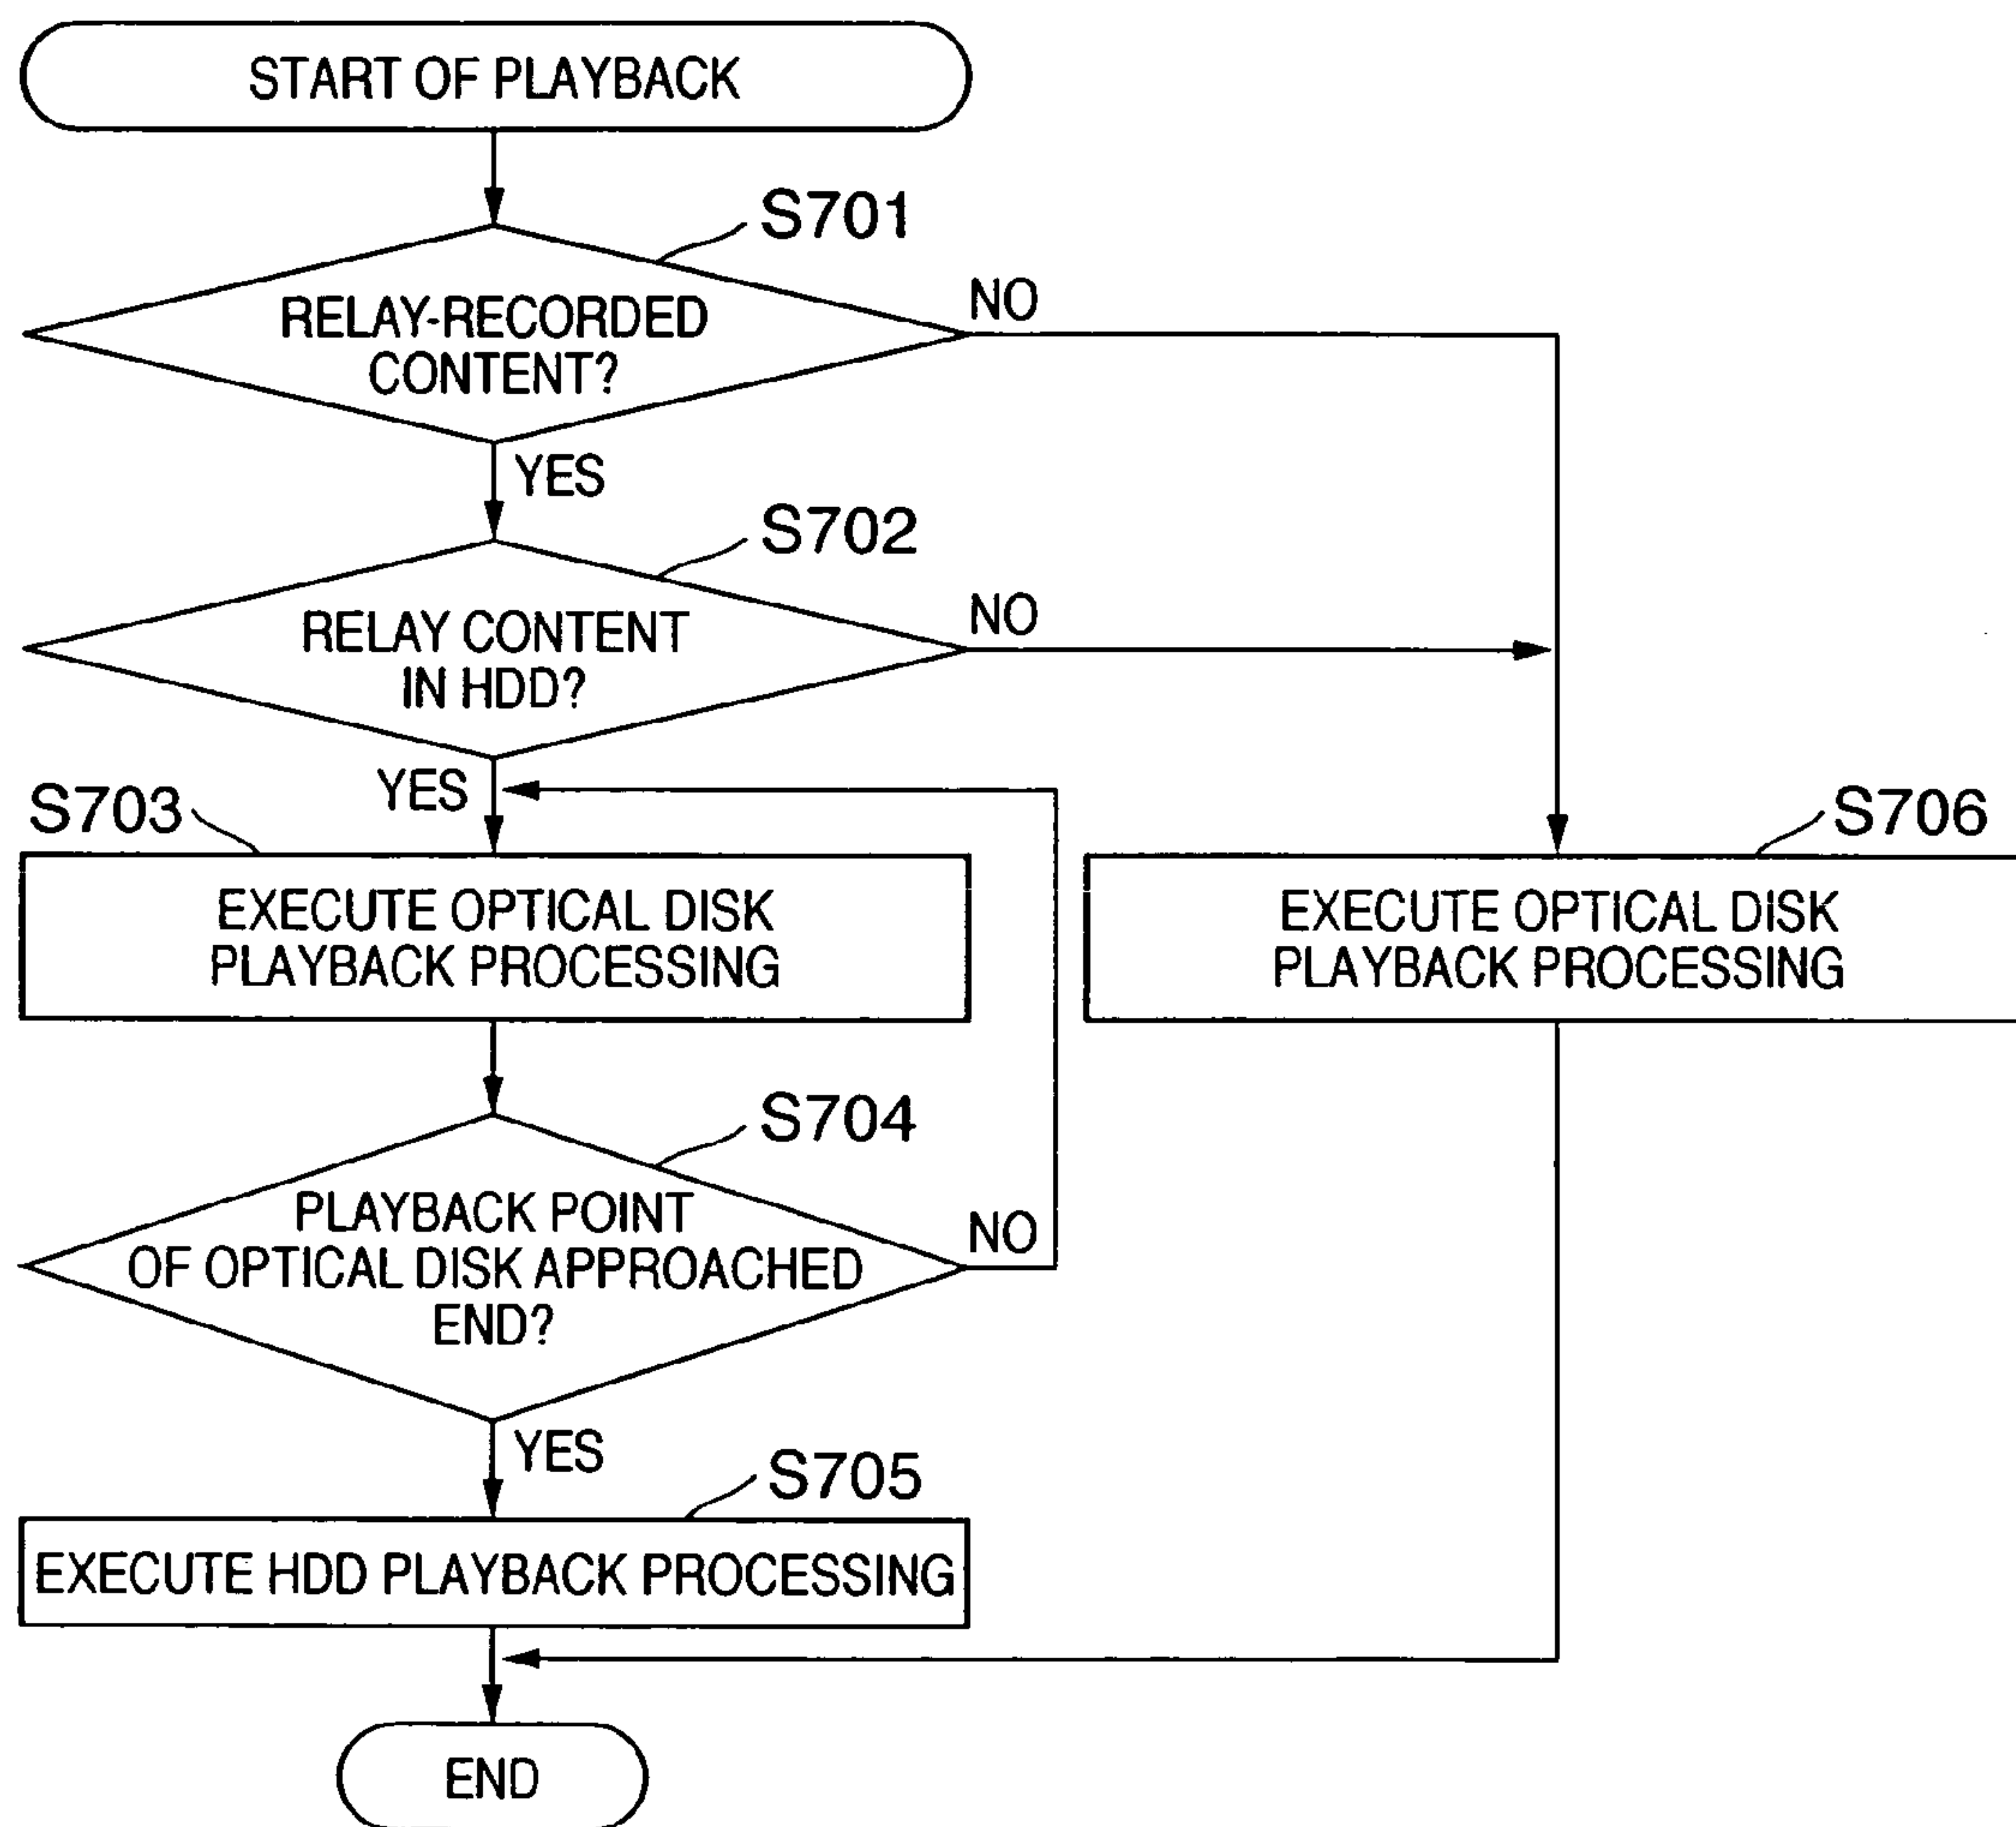 START OF PLAYBACK
S701
RELAY-RECORDED
CONTENT?
NO
YES
S702
RELAY CONTENT
IN HDD?
NO
YES
S703
EXECUTE OPTICAL DISK
PLAYBACK PROCESSING
S706
EXECUTE OPTICAL DISK
PLAYBACK PROCESSING
S704
PLAYBACK POINT
OF OPTICAL DISK APPROACHED
END?
NO
YES
S705
EXECUTE HDD PLAYBACK PROCESSING
END